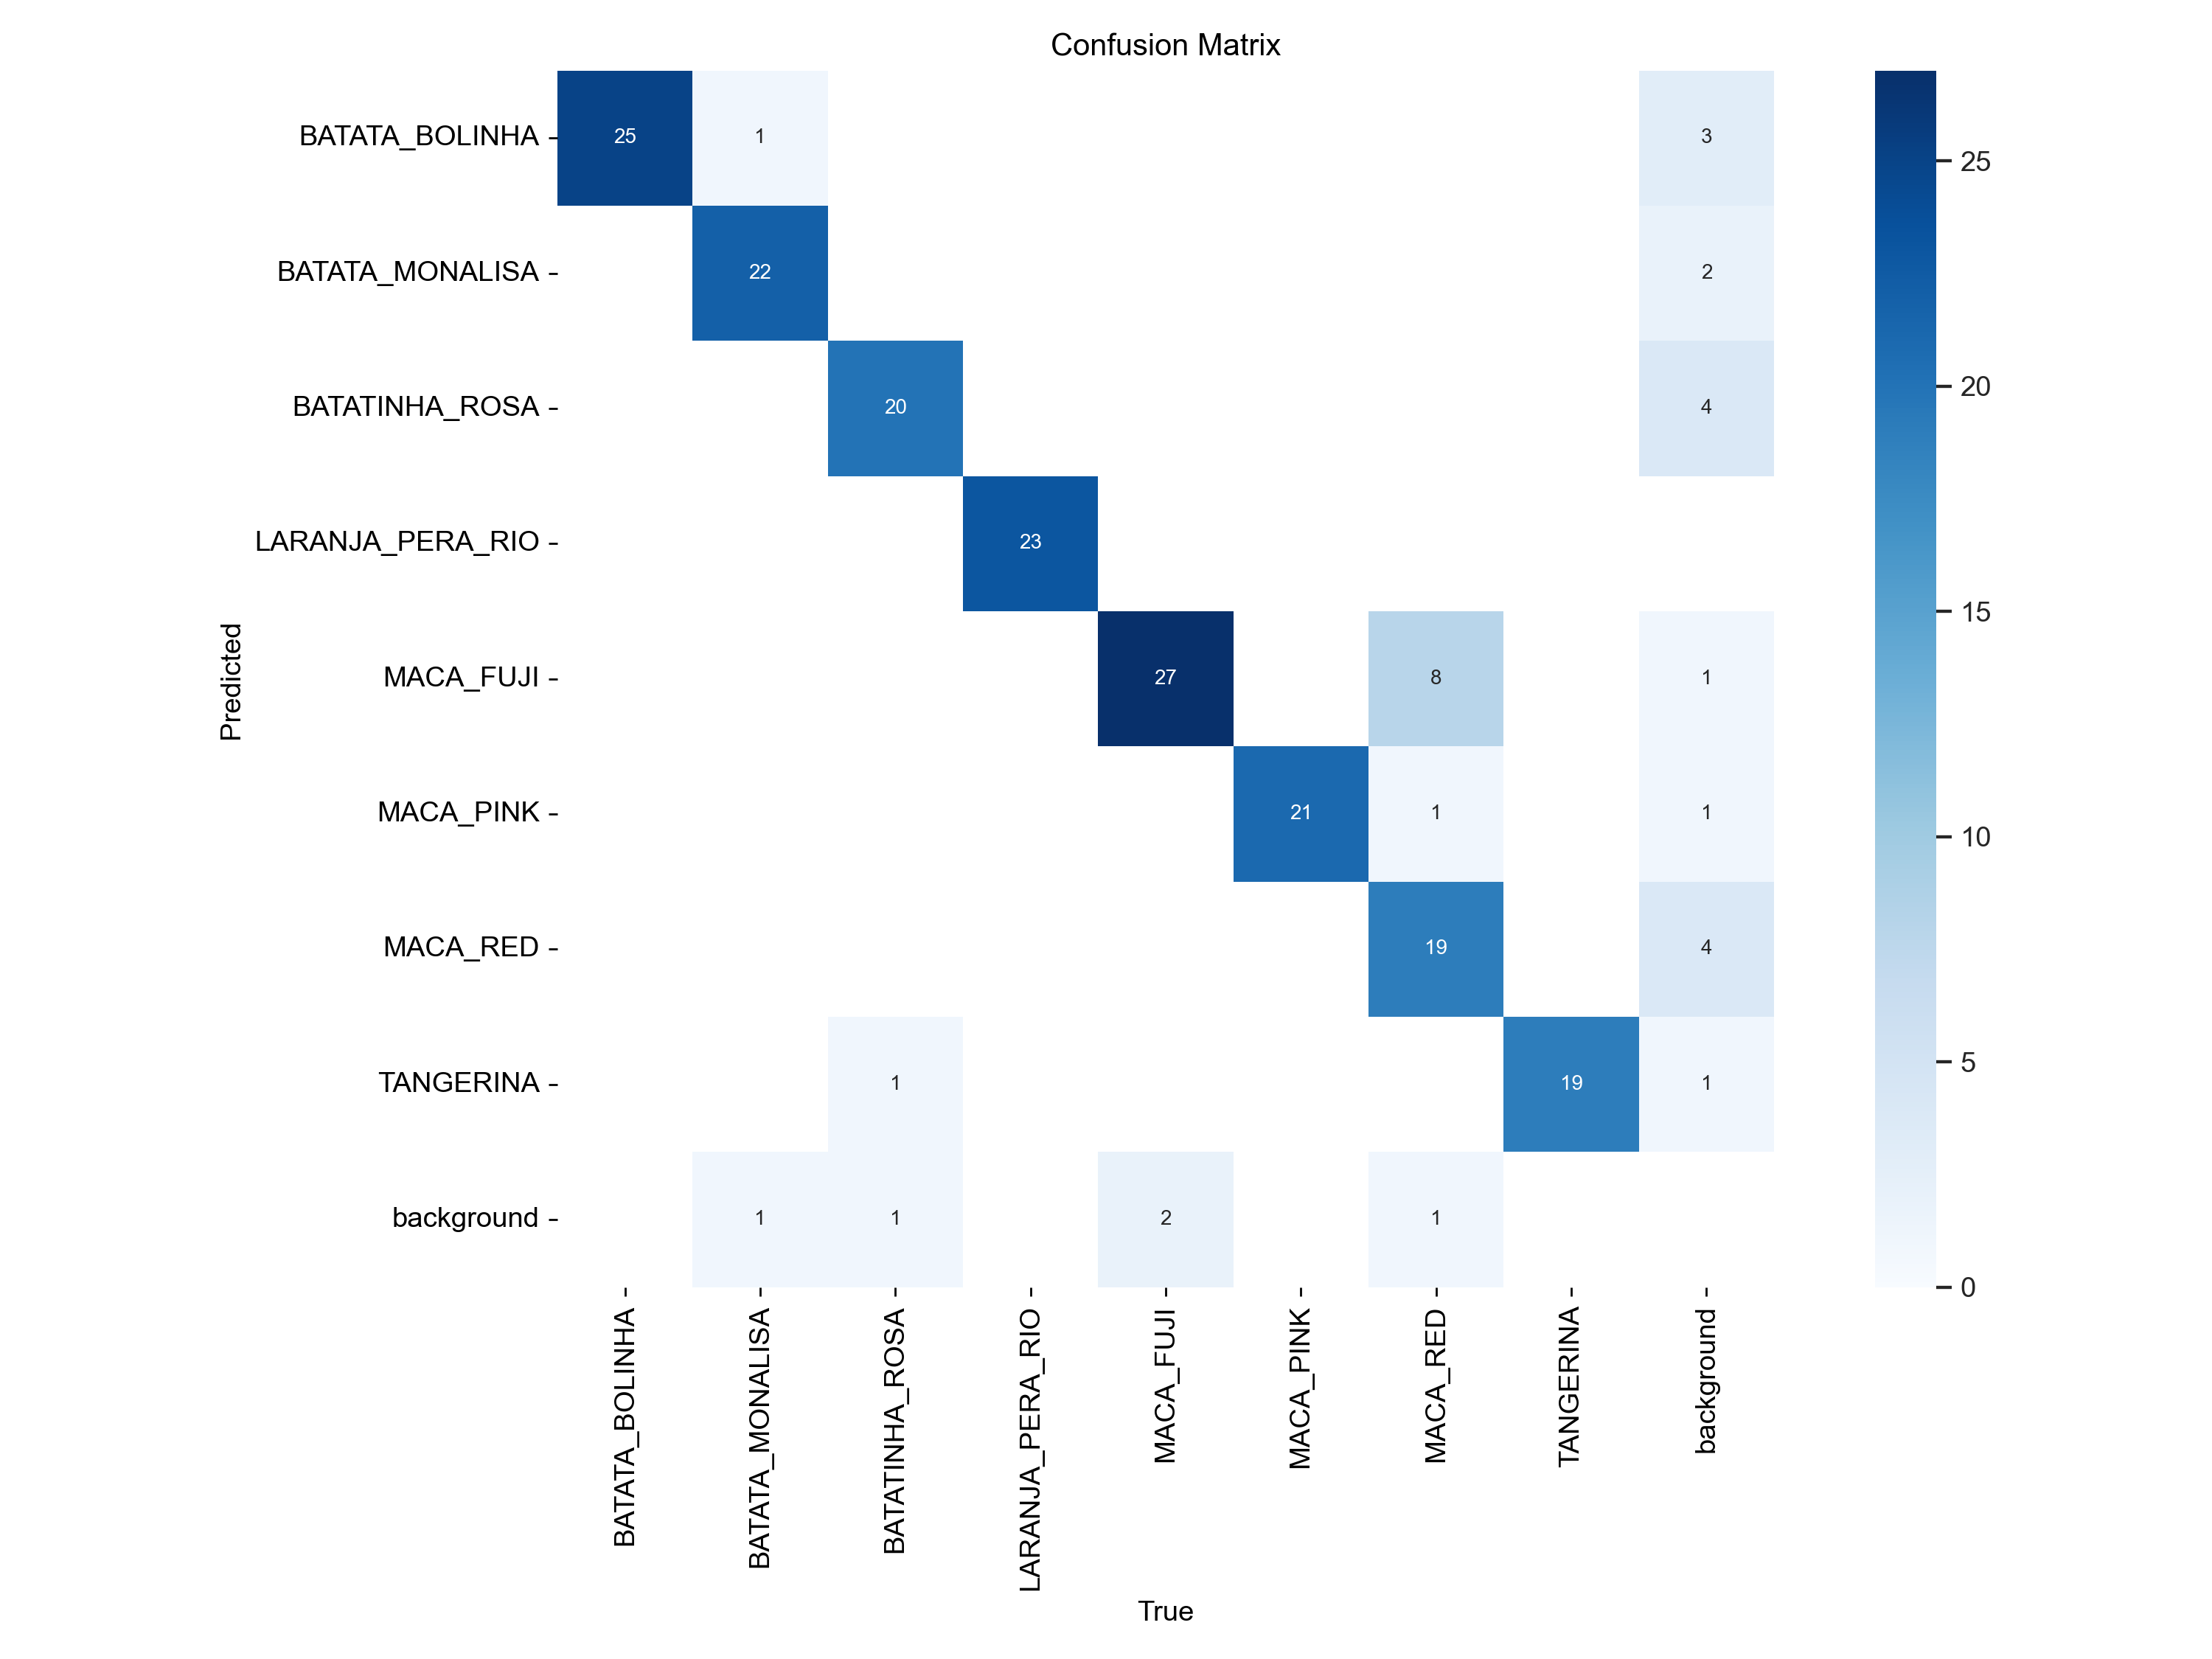 Confusion Matrix
BATATA_BOLINHA
25
1
3
BATATA_MONALISA
22
2
BATATINHA_ROSA
20
4
LARANJA_PERA_RIO
23
MACA_FUJI
27
8
1
MACA_PINK
21
1
1
MACA_RED
19
4
TANGERINA
1
19
1
background
1
1
2
1
Predicted
BATATA_BOLINHA
BATATA_MONALISA
BATATINHA_ROSA
LARANJA_PERA_RIO
MACA_FUJI
MACA_PINK
MACA_RED
TANGERINA
background
True
25
20
15
10
5
0